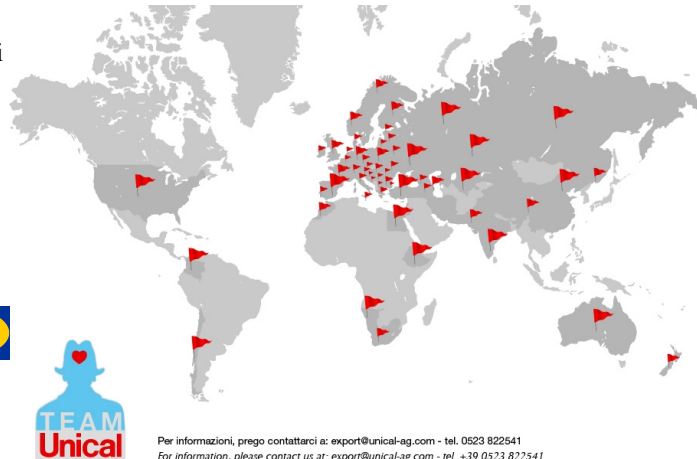 i
TEAM
Unical
Per informazioni, prego contattarci a: export@unical-ag.com - tel. 0523 822541
For information, please contact us at: export@unical-ag.com - tel. +39 0523 822541